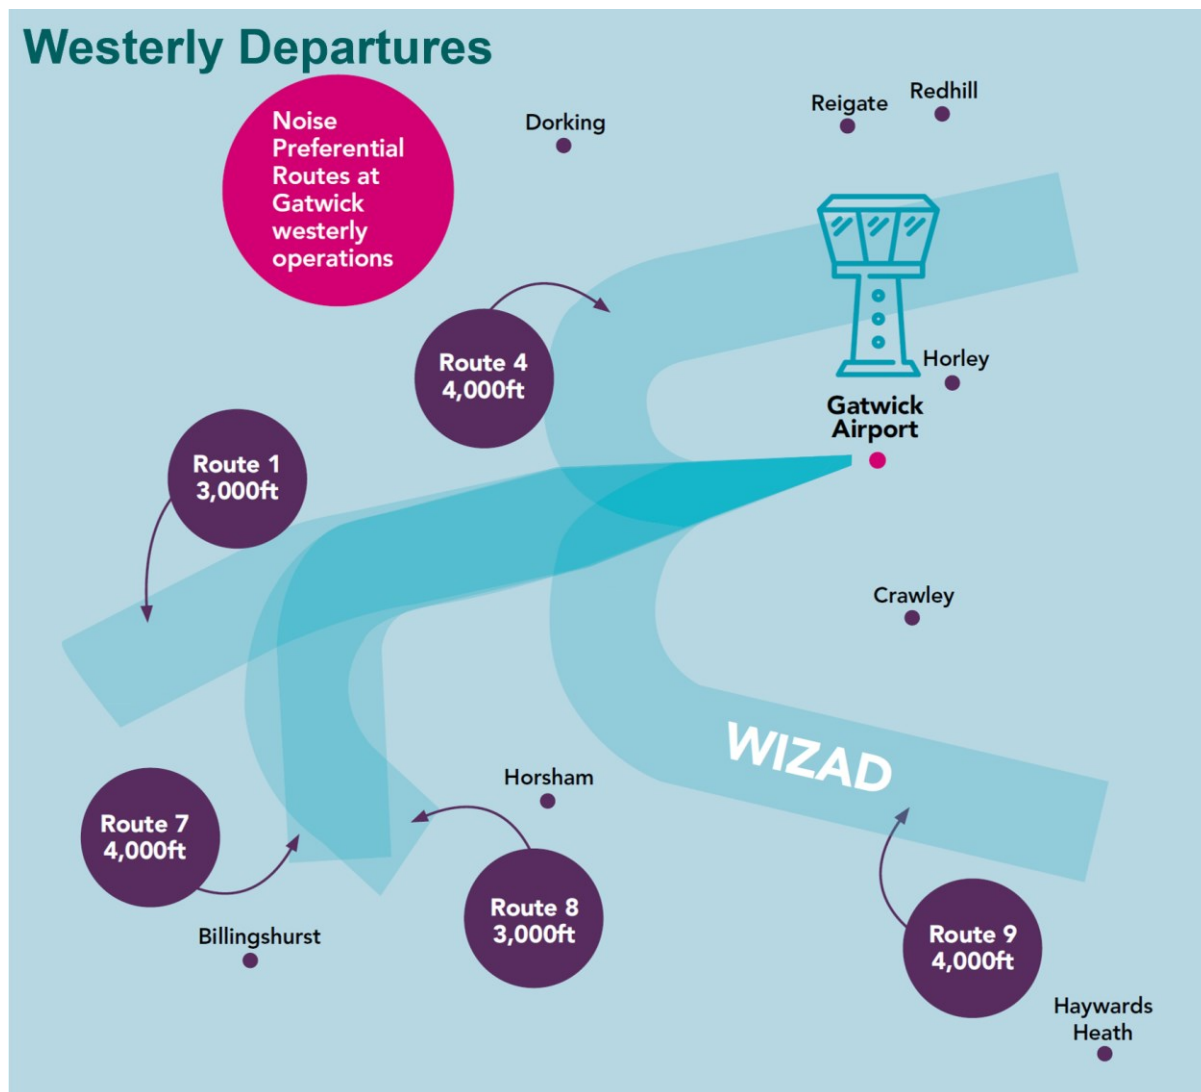 Westerly Departures
Noise
Preferential
Routes at
Gatwick
westerly
operations
Dorking
Reigate
Redhill
Route 4
4,000ft
Horley
Gatwick
Airport
Route 1
3,000ft
Crawley
WIZAD
Horsham
Route 7
4,000ft
Route 8
3,000ft
Billingshurst
Route 9
4,000ft
Haywards
Heath